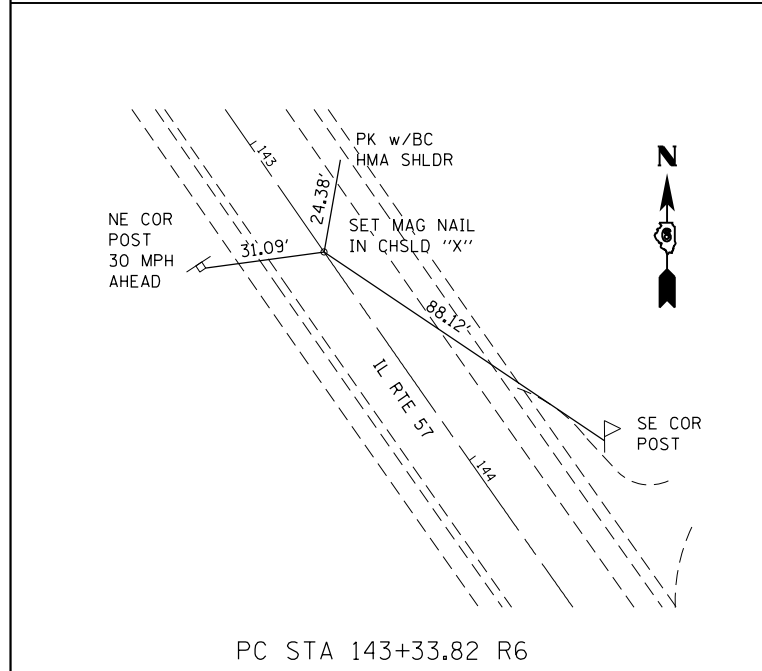 143
PK w/BC
HMA SHLDR
N
24.38'
NE COR
POST
30 MPH
AHEAD
31.09'
SET MAG NAIL
IN CHSLD "X"
88.12'
IL RTE 57
SE COR
POST
144
PC STA 143+33.82 R6